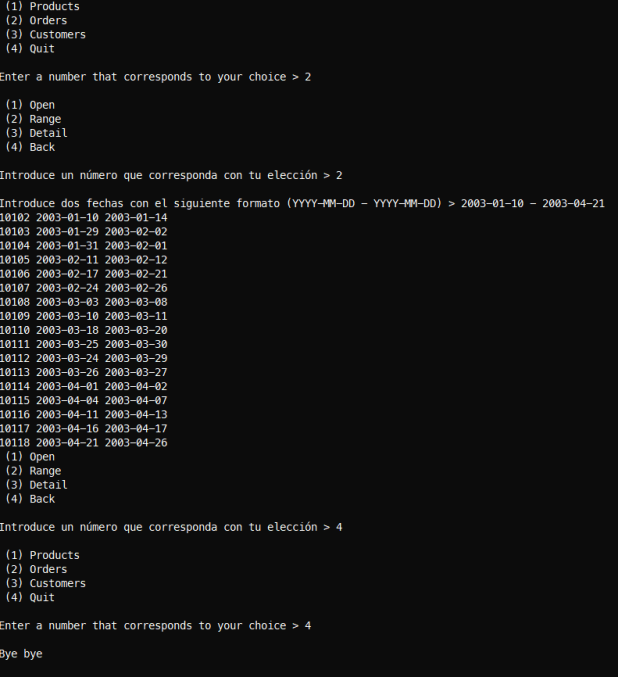 (1) Products
(2) Orders
(3) Customers
(4) Quit
Enter a number that corresponds to your choice > 2
(1) Open
(2) Range
(3) Detail
(4) Back
Introduce un número que corresponda con tu elección > 2
Introduce dos fechas con el siguiente formato (YYYY-MM-DD - YYYY-MM-DD) > 2003-01-10 - 2003-04-21
10102 2003-01-10 2003-01-14
10103 2003-01-29 2003-02-02
10104 2003-01-31 2003-02-01
10105 2003-02-11 2003-02-12
10106 2003-02-17 2003-02-21
10107 2003-02-24 2003-02-26
10108 2003-03-03 2003-03-08
10109 2003-03-10 2003-03-11
10110 2003-03-18 2003-03-20
10111 2003-03-25 2003-03-30
10112 2003-03-24 2003-03-29
10113 2003-03-26 2003-03-27
10114 2003-04-01 2003-04-02
10115 2003-04-04 2003-04-07
10116 2003-04-11 2003-04-13
10117 2003-04-16 2003-04-17
10118 2003-04-21 2003-04-26
(1) Open
(2) Range
(3) Detail
(4) Back
Introduce un número que corresponda con tu elección > 4
(1) Products
(2) Orders
(3) Customers
(4) Quit
Enter a number that corresponds to your choice > 4
Bye bye